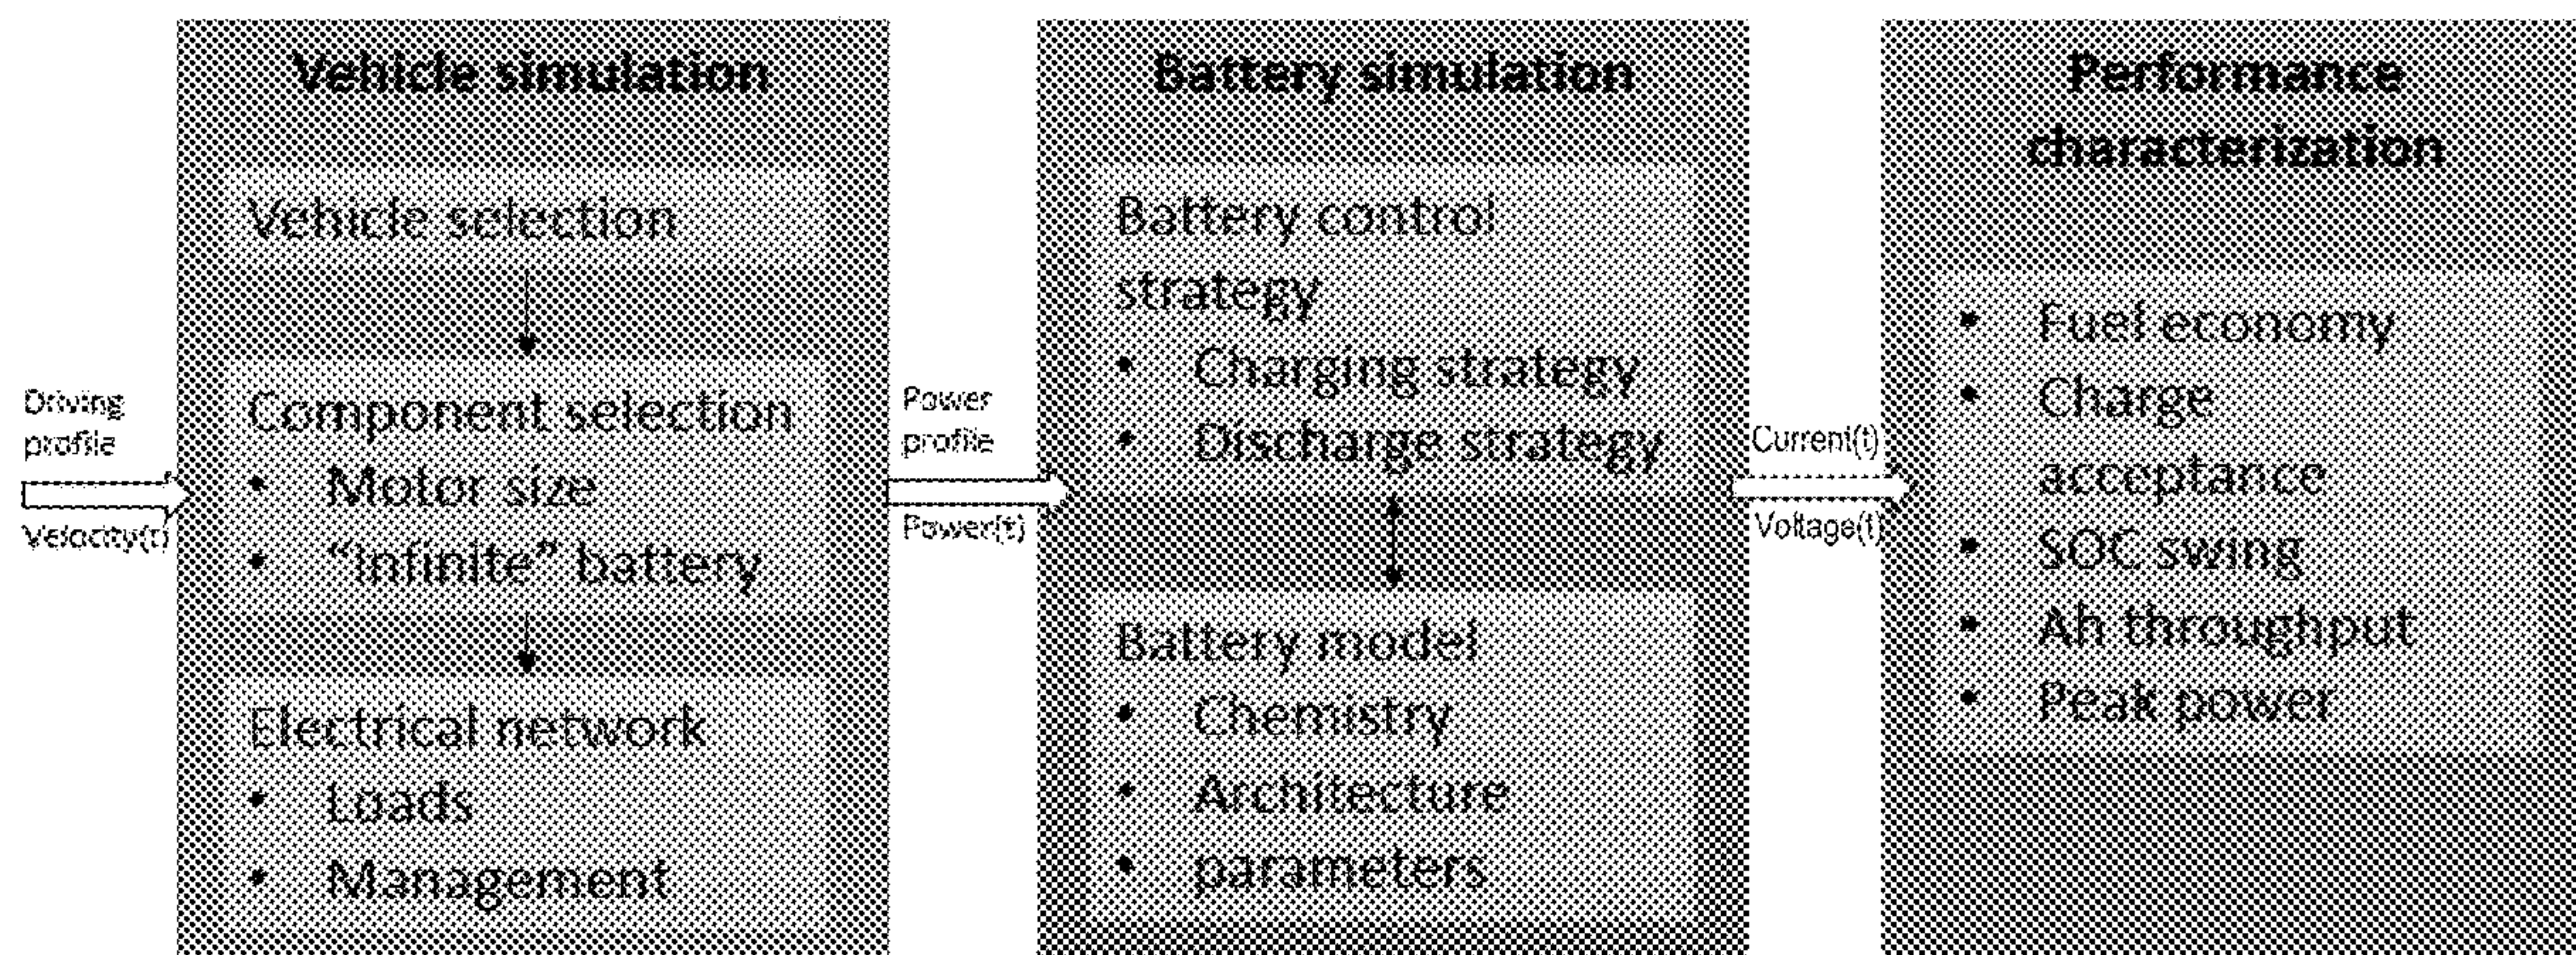 Driving
profile
Velocity(t)
Vehicle simulation
Vehicle selection
Component selection
• Motor size
• "Infinite" battery
Electrical network
• Loads
• Management
Power
profile
Power(t)
Battery simulation
Battery control
strategy
• Charging strategy
• Discharge strategy
Battery model
• Chemistry
• Architecture
• parameters
Current(t)
Voltage(t)
Performance
characterization
• Fuel economy
• Charge
acceptance
• SOC swing
• Ah throughput
• Peak power